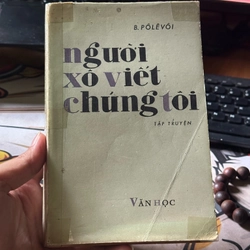 B. PÔLÊVÔI
người
xô viết
chúng tôi
TẬP TRUYỆN
VĂN HỌC